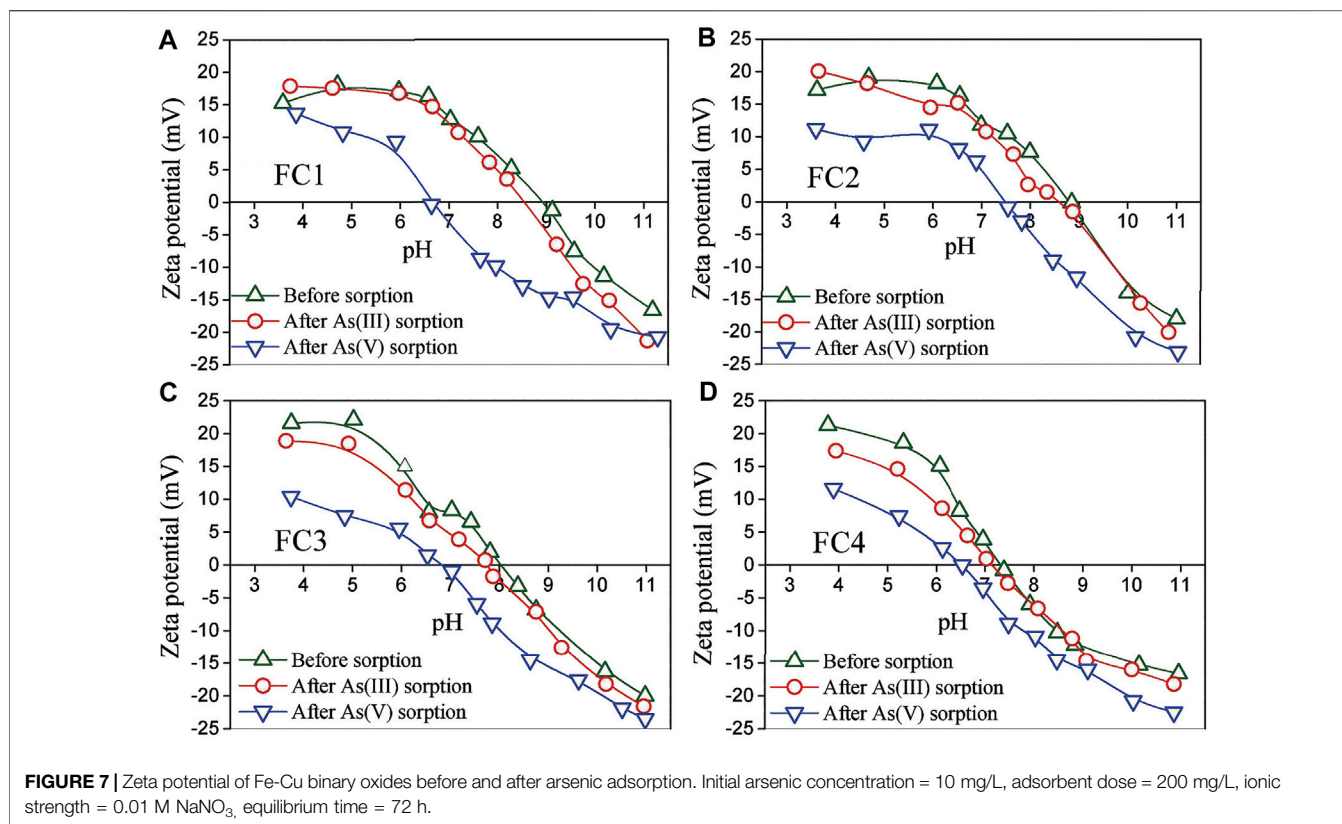 A
25
20
15
10
5
0
-5
-10
-15
-20
-25
Zeta potential (mV)
3 4 5 6 7 8 9 10 11
pH
FC1
Before sorption
After As(III) sorption
After As(V) sorption
B
25
20
15
10
5
0
-5
-10
-15
-20
-25
Zeta potential (mV)
3 4 5 6 7 8 9 10 11
pH
FC2
Before sorption
After As(III) sorption
After As(V) sorption
C
25
20
15
10
5
0
-5
-10
-15
-20
-25
Zeta potential (mV)
3 4 5 6 7 8 9 10 11
pH
FC3
Before sorption
After As(III) sorption
After As(V) sorption
D
25
20
15
10
5
0
-5
-10
-15
-20
-25
Zeta potential (mV)
3 4 5 6 7 8 9 10 11
pH
FC4
Before sorption
After As(III) sorption
After As(V) sorption
FIGURE 7 | Zeta potential of Fe-Cu binary oxides before and after arsenic adsorption. Initial arsenic concentration = 10 mg/L, adsorbent dose = 200 mg/L, ionic
strength = 0.01 M NaNO3, equilibrium time = 72 h.